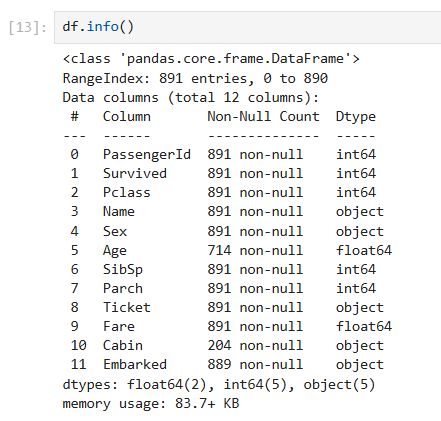 [13]: df.info()
<class 'pandas.core.frame.DataFrame'>
RangeIndex: 891 entries, 0 to 890
Data columns (total 12 columns):
 #   Column       Non-Null Count  Dtype
---  ------       --------------  -----
 0   PassengerId  891 non-null    int64
 1   Survived     891 non-null    int64
 2   Pclass       891 non-null    int64
 3   Name         891 non-null    object
 4   Sex          891 non-null    object
 5   Age          714 non-null    float64
 6   SibSp        891 non-null    int64
 7   Parch        891 non-null    int64
 8   Ticket       891 non-null    object
 9   Fare         891 non-null    float64
 10  Cabin        204 non-null    object
 11  Embarked     889 non-null    object
dtypes: float64(2), int64(5), object(5)
memory usage: 83.7+ KB